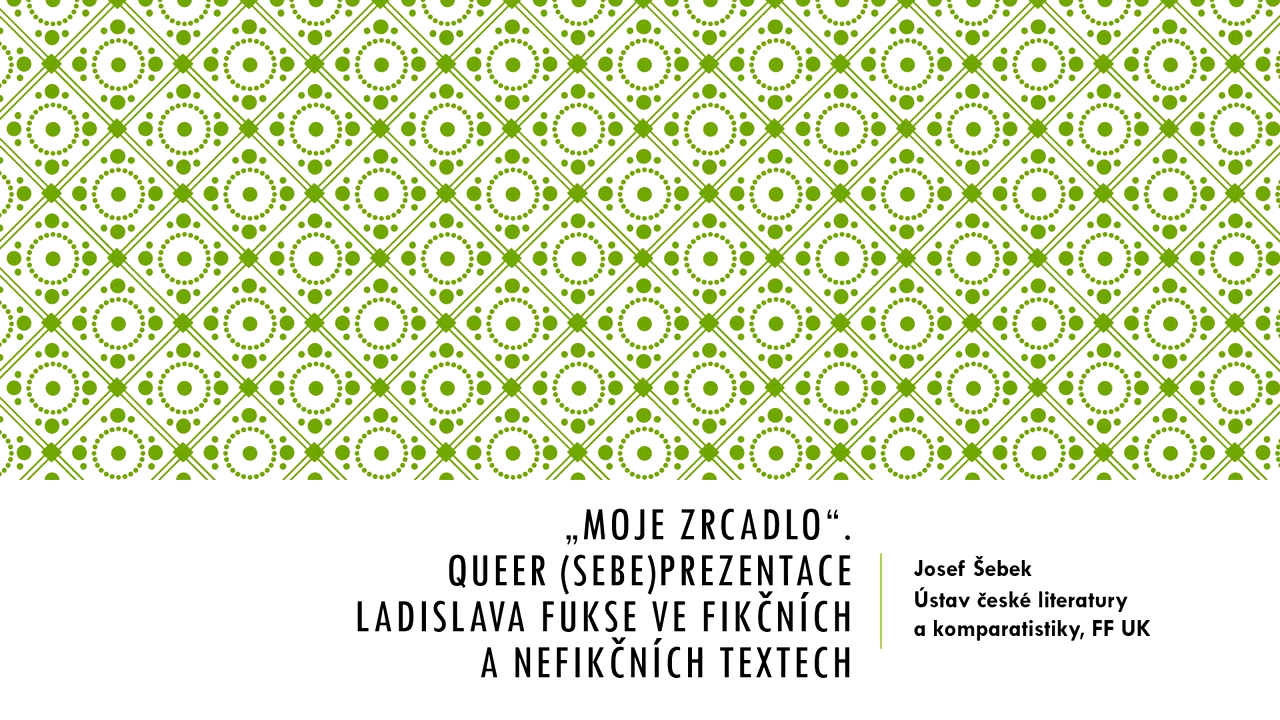 „MOJE ZRCADLO“.
QUEER (SEBE)PREZENTACE
LADISLAVA FUKSE VE FIKČNÍCH
A NEFIKČNÍCH TEXTECH
Josef Šebek
Ústav české literatury
a komparatistiky, FF UK